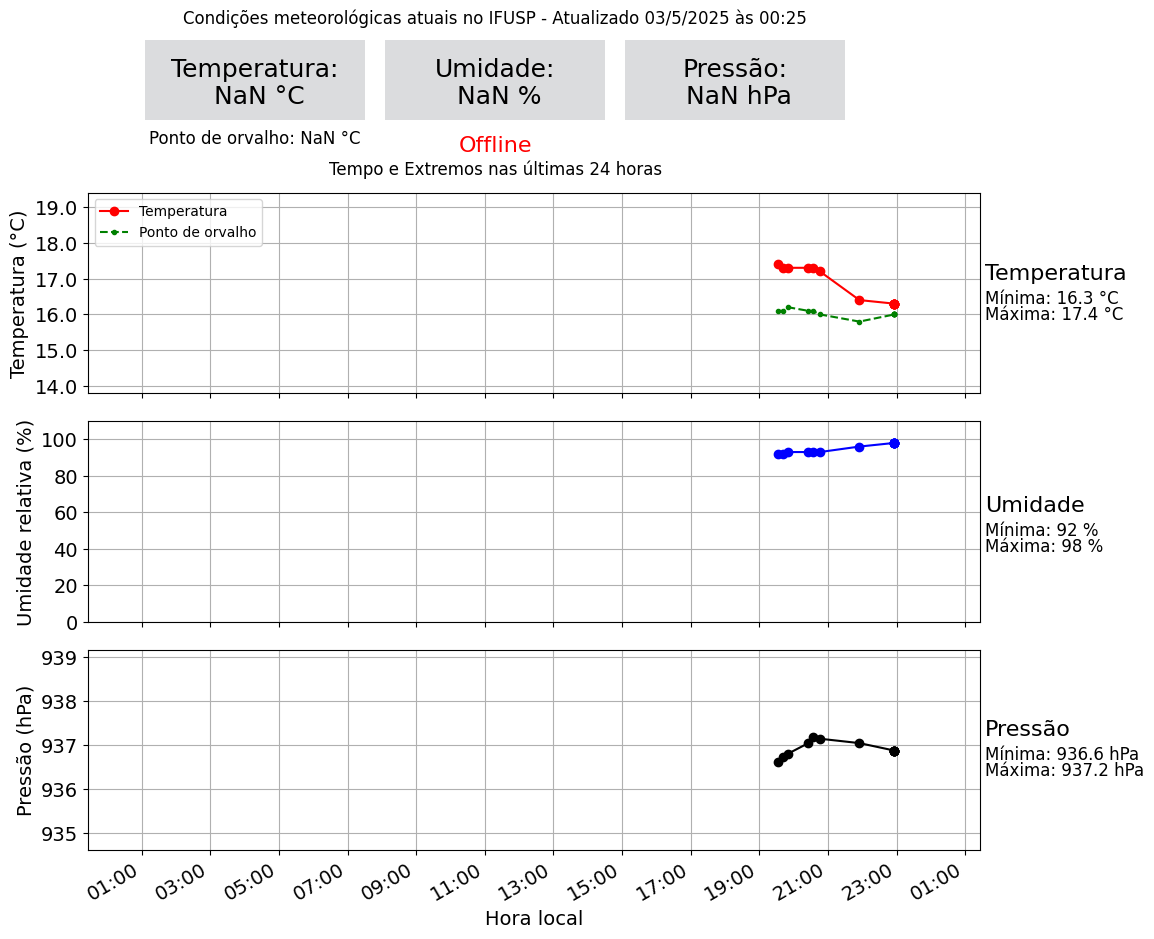 Condições meteorológicas atuais no IFUSP - Atualizado 03/5/2025 às 00:25
Temperatura:
NaN °C
Umidade:
NaN %
Pressão:
NaN hPa
Ponto de orvalho: NaN °C
Offline
Tempo e Extremos nas últimas 24 horas
Temperatura (°C)
19.0
18.0
17.0
16.0
15.0
14.0
Temperatura
Ponto de orvalho
Temperatura
Mínima: 16.3 °C
Máxima: 17.4 °C
Umidade relativa (%)
100
80
60
40
20
0
Umidade
Mínima: 92 %
Máxima: 98 %
Pressão (hPa)
939
938
937
936
935
Pressão
Mínima: 936.6 hPa
Máxima: 937.2 hPa
01:00 03:00 05:00 07:00 09:00 11:00 13:00 15:00 17:00 19:00 21:00 23:00 01:00
Hora local